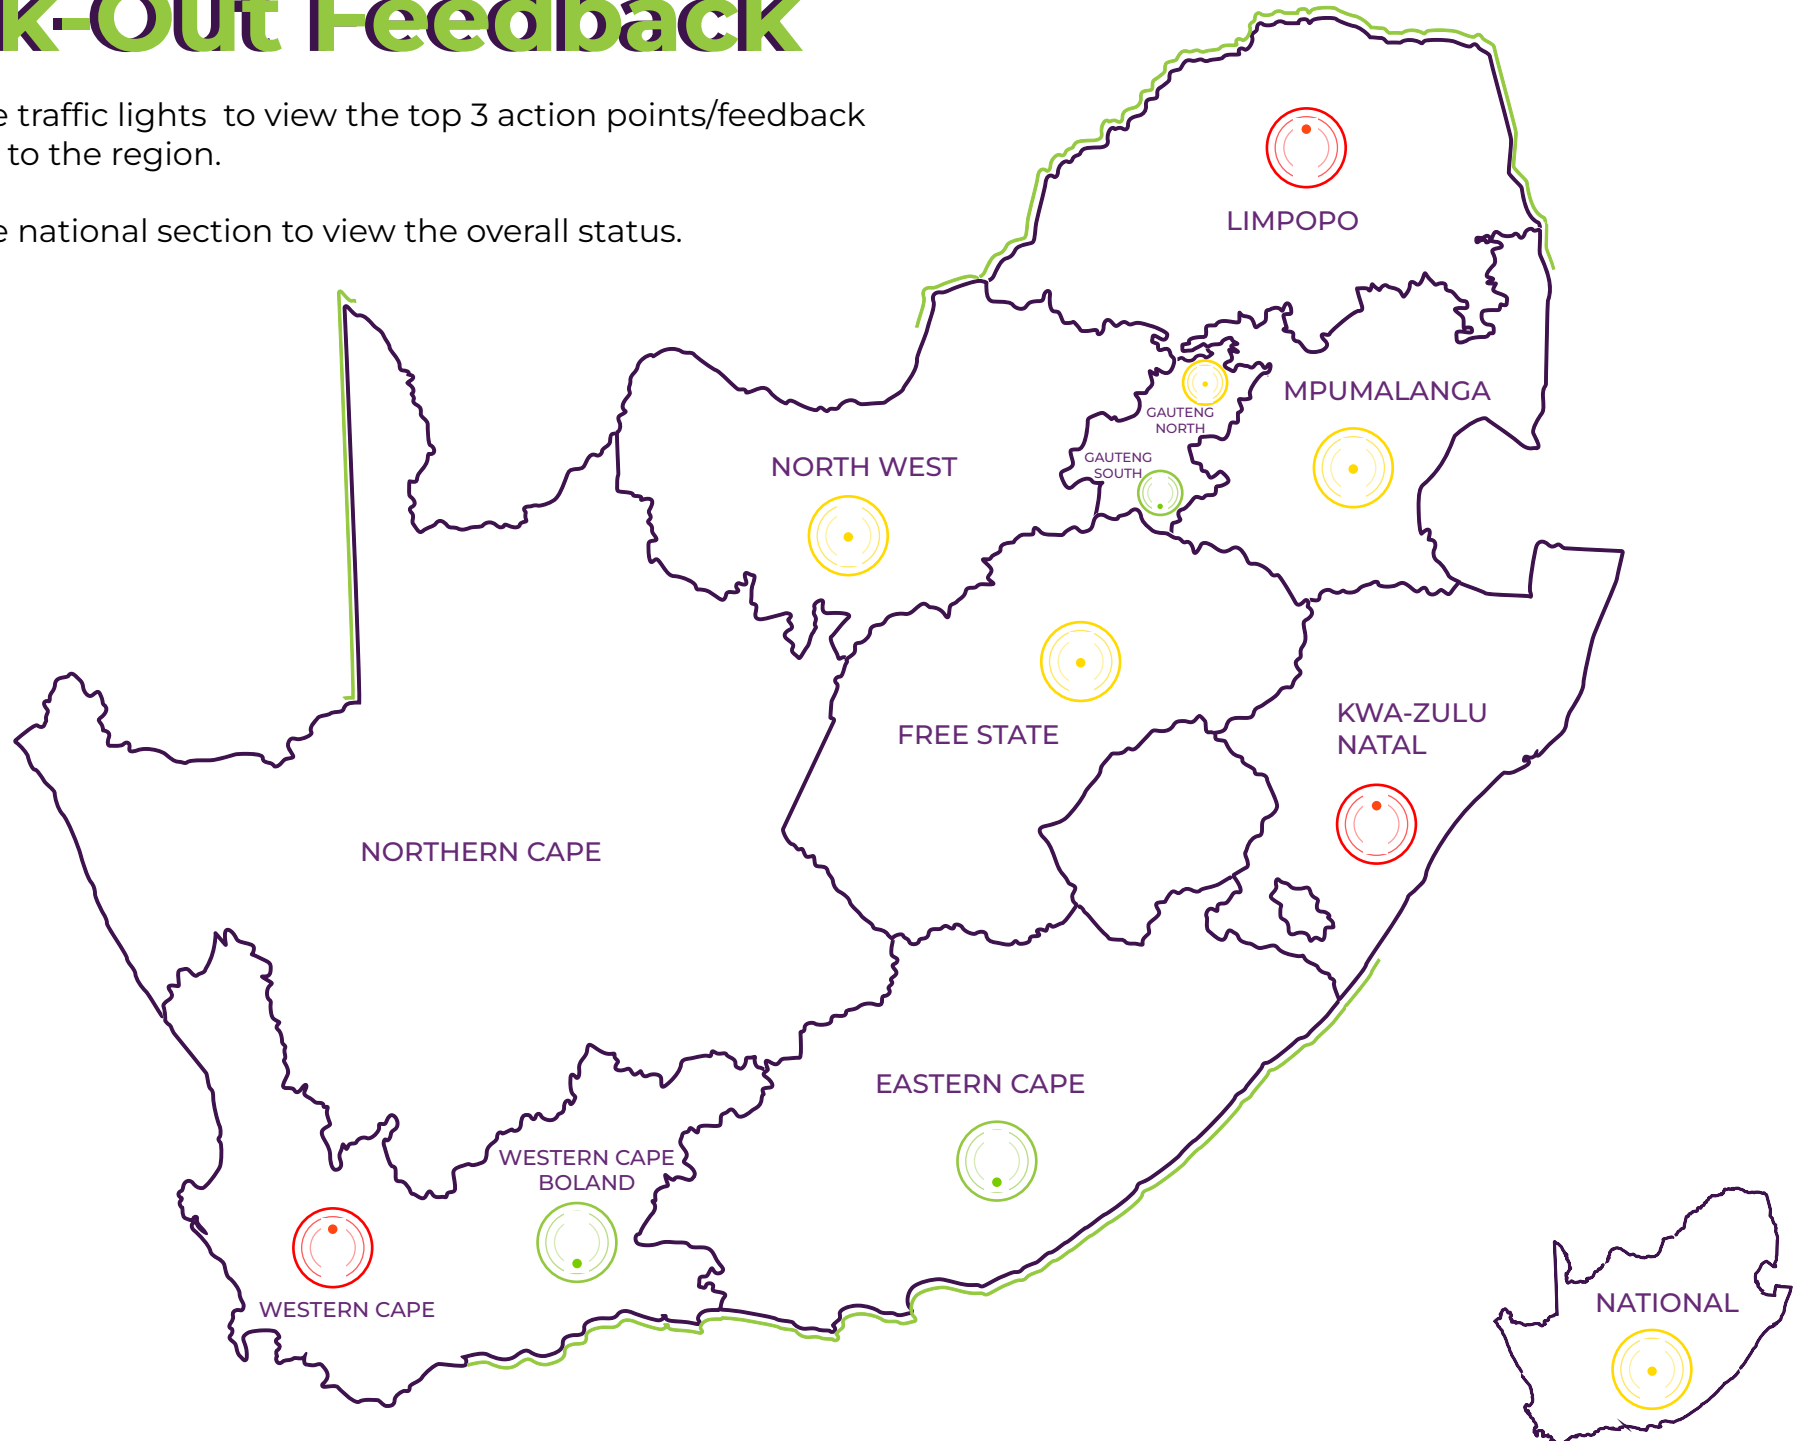 k-Out Feedback
e traffic lights  to view the top 3 action points/feedback
to the region.
e national section to view the overall status.
LIMPOPO
MPUMALANGA
GAUTENG
NORTH
GAUTENG
SOUTH
NORTH WEST
FREE STATE
KWA-ZULU
NATAL
NORTHERN CAPE
EASTERN CAPE
WESTERN CAPE
BOLAND
WESTERN CAPE
NATIONAL